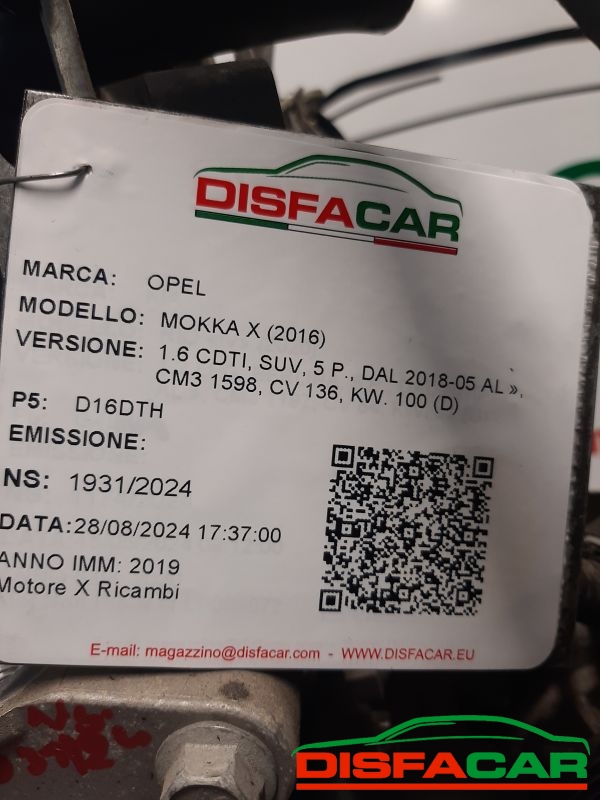 DISFACAR
MARCA: OPEL
MODELLO: MOKKA X (2016)
VERSIONE: 1.6 CDTI, SUV, 5 P., DAL 2018-05 AL »,
CM3 1598, CV 136, KW. 100 (D)
P5: D16DTH
EMISSIONE:
NS: 1931/2024
DATA:28/08/2024 17:37:00
ANNO IMM: 2019
Motore X Ricambi
E-mail: magazzino@disfacar.com - WWW.DISFACAR.EU
DISFACAR